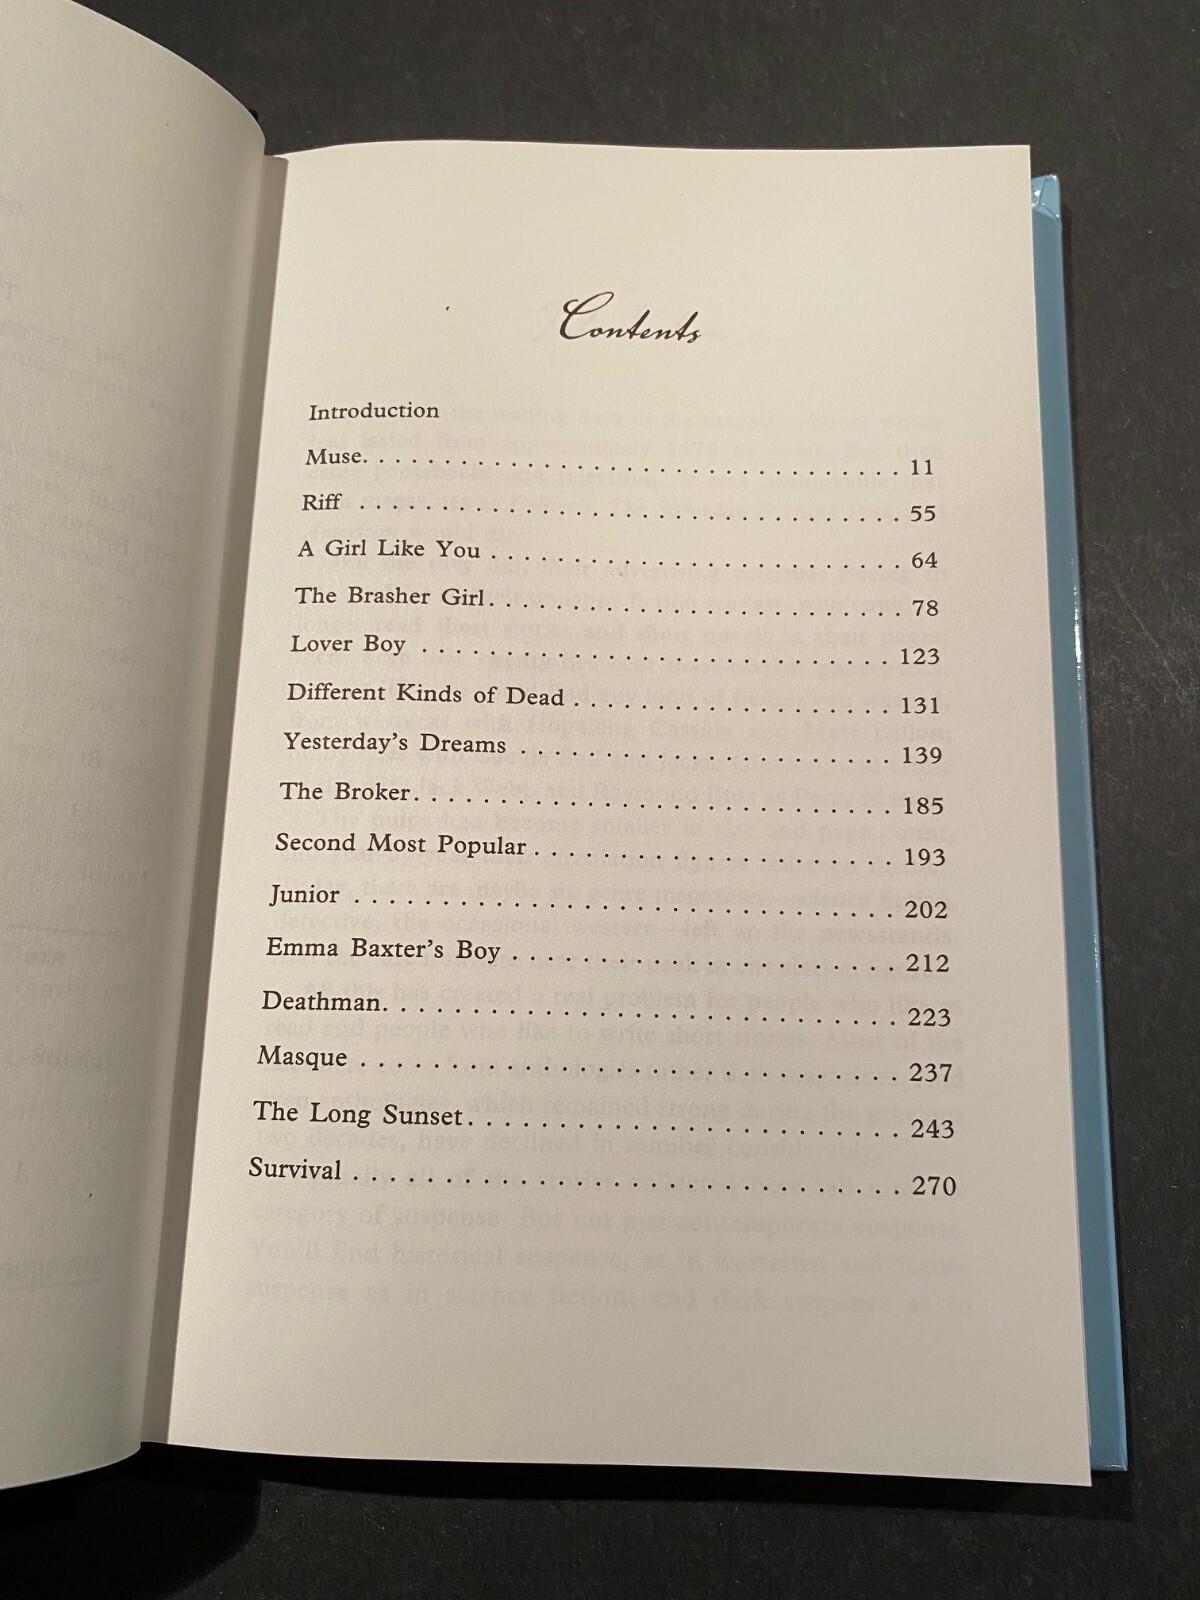 Contents
Introduction
Muse. . . . . . . . . . . . . . . . . . . . . . . . . . . . . . . . . 11
Riff . . . . . . . . . . . . . . . . . . . . . . . . . . . . . . . . . 55
A Girl Like You . . . . . . . . . . . . . . . . . . . . . . . . . 64
The Brasher Girl. . . . . . . . . . . . . . . . . . . . . . . . . 78
Lover Boy . . . . . . . . . . . . . . . . . . . . . . . . . . . . 123
Different Kinds of Dead . . . . . . . . . . . . . . . . . . . 131
Yesterday's Dreams . . . . . . . . . . . . . . . . . . . . . . 139
The Broker. . . . . . . . . . . . . . . . . . . . . . . . . . . . 185
Second Most Popular . . . . . . . . . . . . . . . . . . . . . 193
Junior . . . . . . . . . . . . . . . . . . . . . . . . . . . . . . . 202
Emma Baxter's Boy . . . . . . . . . . . . . . . . . . . . . . 212
Deathman. . . . . . . . . . . . . . . . . . . . . . . . . . . . . 223
Masque . . . . . . . . . . . . . . . . . . . . . . . . . . . . . . 237
The Long Sunset. . . . . . . . . . . . . . . . . . . . . . . . 243
Survival . . . . . . . . . . . . . . . . . . . . . . . . . . . . . . 270